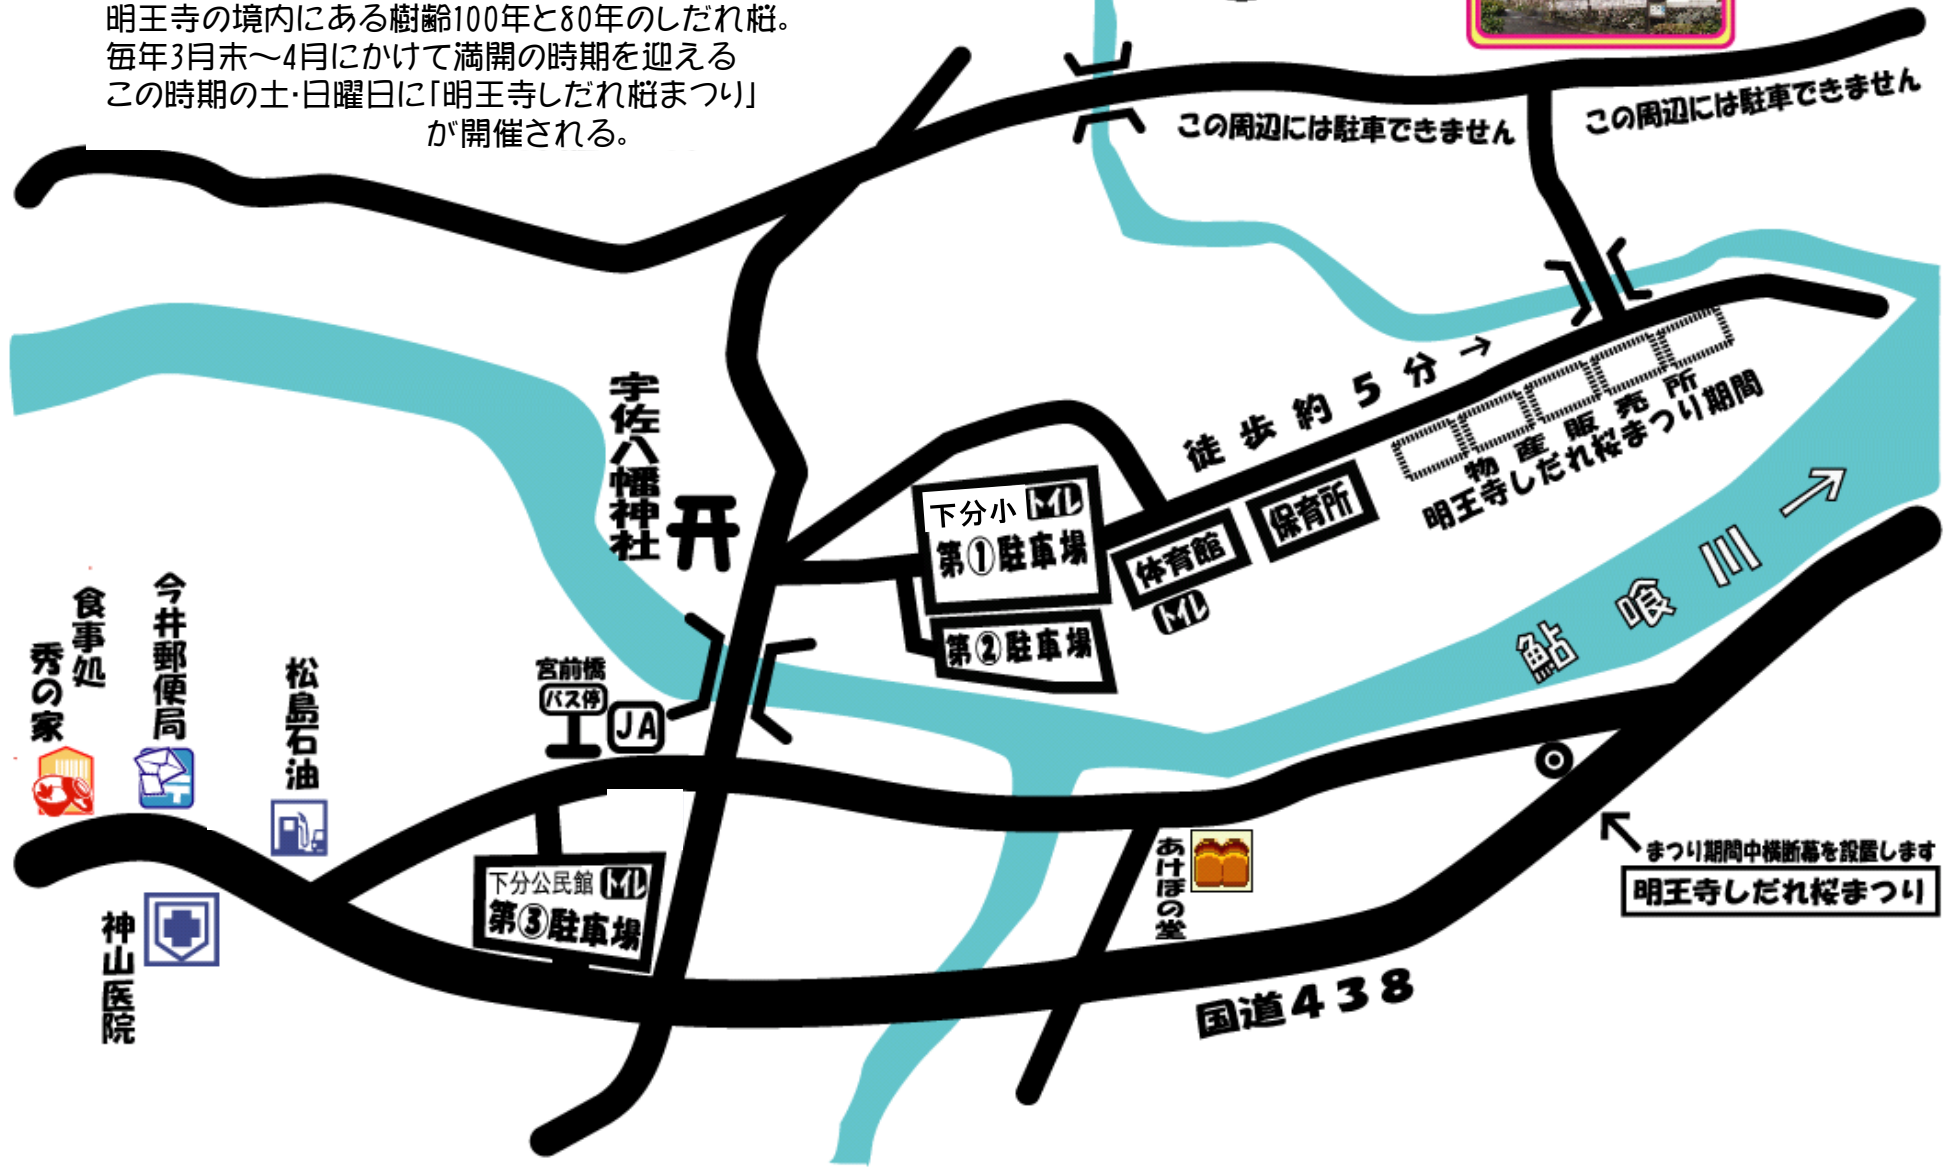 明王寺の境内にある樹齢100年と80年のしだれ桜。
毎年3月末～4月にかけて満開の時期を迎える
この時期の土・日曜日に「明王寺しだれ桜まつり」
が開催される。
この周辺には駐車できません
この周辺には駐車できません
宇佐八幡神社
徒歩約5分→
物産販売所
明王寺しだれ桜まつり期間
下分小
第①駐車場
体育館
保育所
第②駐車場
鮎喰川
食事処
秀の家
今井郵便局
松島石油
宮前橋
バス停
JA
下分公民館
第③駐車場
神山医院
あけぼの堂
まつり期間中横断幕を設置します
明王寺しだれ桜まつり
国道438